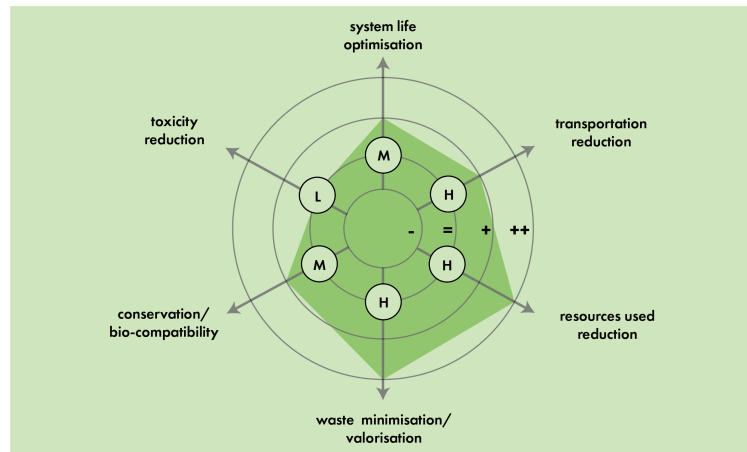 system life
optimisation
toxicity
reduction
transportation
reduction
M
L
H
- = + ++
M
H
H
conservation/
bio-compatibility
resources used
reduction
waste minimisation/
valorisation